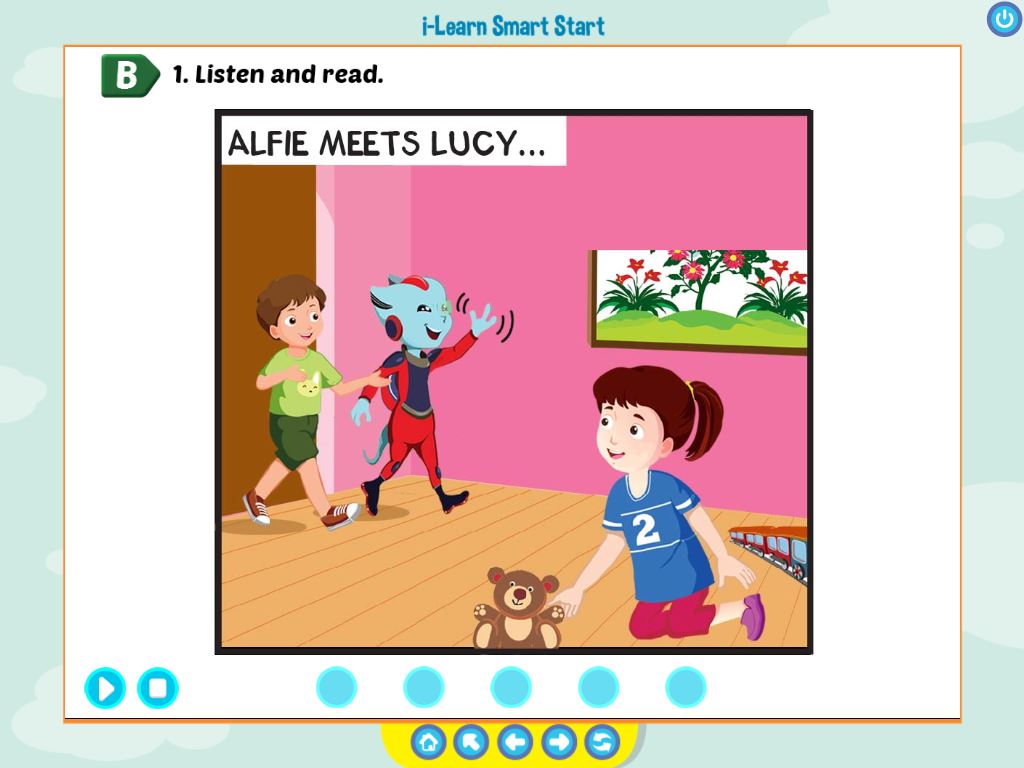 i-Learn Smart Start
B 1. Listen and read.
ALFIE MEETS LUCY...
2